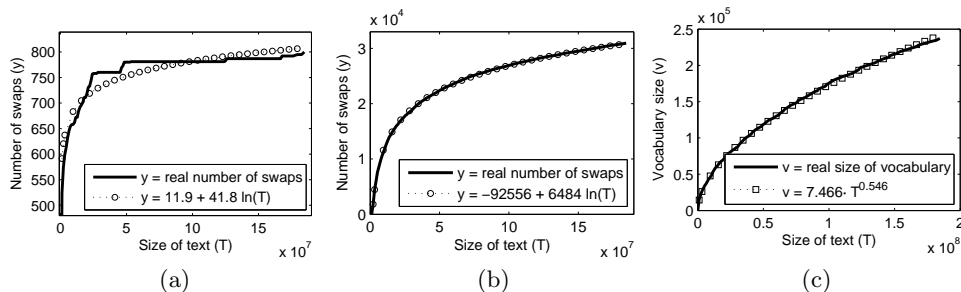 800
750
700
650
600
550
500
Number of swaps (y)
y = real number of swaps
y = 11.9 + 41.8 ln(T)
0 5 10 15
Size of text (T)
x 10^7
(a)
x 10^4
3
2
1
0
Number of swaps (y)
y = real number of swaps
y = −92556 + 6484 ln(T)
0 5 10 15
Size of text (T)
x 10^7
(b)
x 10^5
2.5
2
1.5
1
0.5
0
Vocabulary size (v)
v = real size of vocabulary
v = 7.466· T^0.546
0 0.5 1 1.5 2
Size of text (T)
x 10^8
(c)